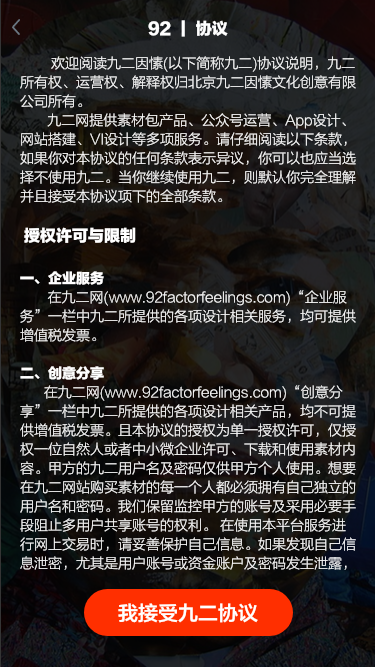 92 | 协议
欢迎阅读九二因愫(以下简称九二)协议说明，九二
所有权、运营权、解释权归北京九二因愫文化创意有限
公司所有。
九二网提供素材包产品、公众号运营、App设计、
网站搭建、VI设计等多项服务。请仔细阅读以下条款，
如果你对本协议的任何条款表示异议，你可以也应当选
择不使用九二。当你继续使用九二，则默认你完全理解
并且接受本协议项下的全部条款。
授权许可与限制
一、企业服务
在九二网(www.92factorfeelings.com)“企业服
务”一栏中九二所提供的各项设计相关服务，均可提供
增值税发票。
二、创意分享
在九二网(www.92factorfeelings.com)“创意分
享”一栏中九二所提供的各项设计相关产品，均不可提
供增值税发票。且本协议的授权为单一授权许可，仅授
权一位自然人或者中小微企业许可、下载和使用素材内
容。甲方的九二用户名及密码仅供甲方个人使用。想要
在九二网站购买素材的每一个人都必须拥有自己独立的
用户名和密码。我们保留监控甲方的账号及采用必要手
段阻止多用户共享账号的权利。 在使用本平台服务进
行网上交易时，请妥善保护自己信息。如果发现自己信
息泄密，尤其是用户账号或资金账户及密码发生泄露，
我接受九二协议